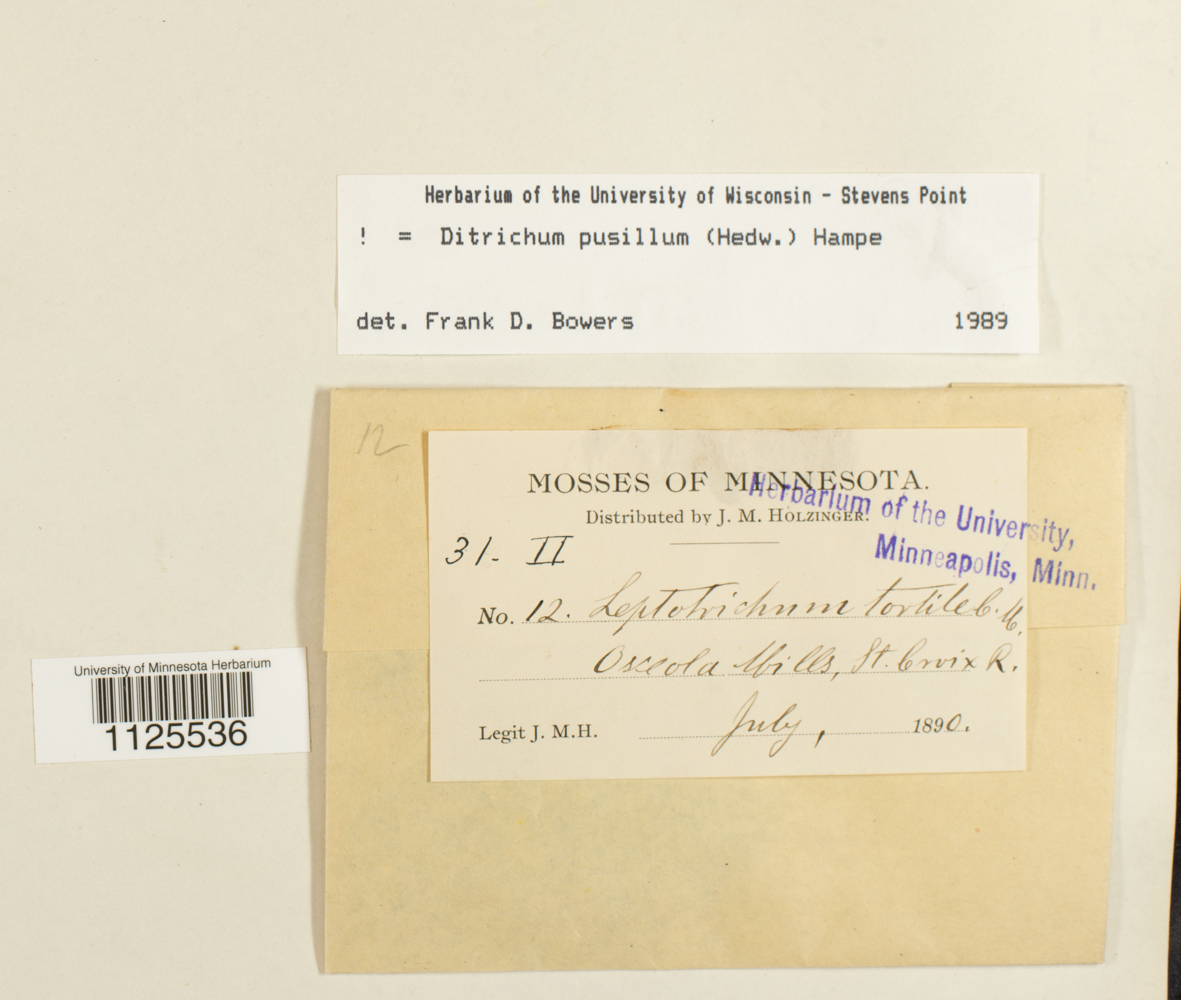 Herbarium of the University of Wisconsin - Stevens Point
! = Ditrichum pusillum (Hedw.) Hampe
det. Frank D. Bowers 1989
12
MOSSES OF MINNESOTA.
Distributed by J. M. HOLZINGER.
Herbarium of the University,
Minneapolis, Minn.
31- II
No. 12. Leptotrichum tortile C. M.
Osceola Mills, St. Croix R.
Legit J. M.H. July, 1890.
University of Minnesota Herbarium
1125536